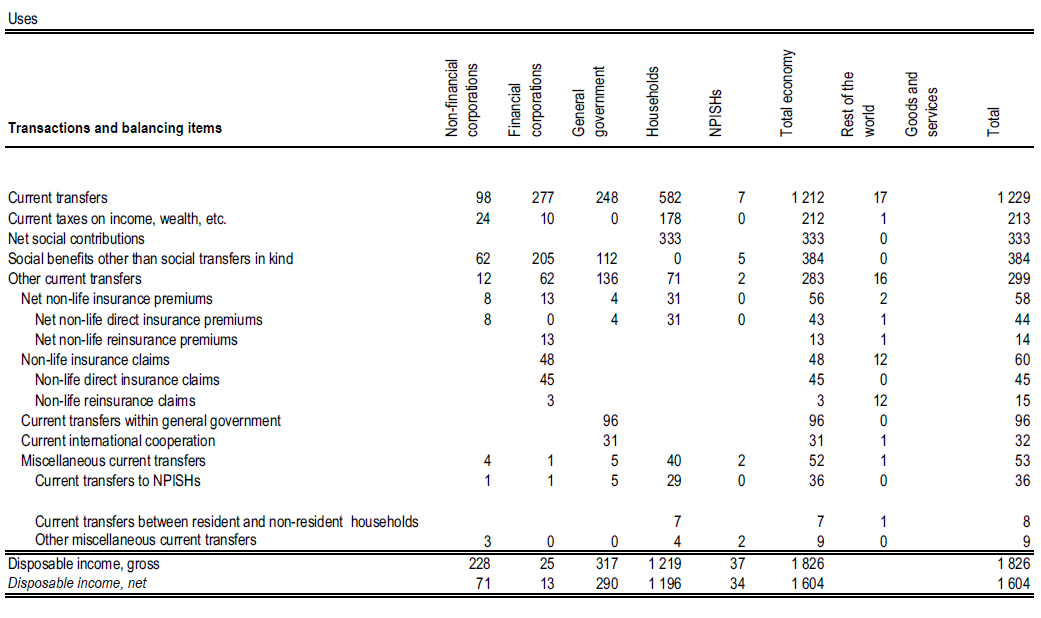 Uses
Transactions and balancing items Non-financial corporations Financial corporations General government Households NPISHs Total economy Rest of the world Goods and services Total
Current transfers 98 277 248 582 7 1 212 17 1 229
Current taxes on income, wealth, etc. 24 10 0 178 0 212 1 213
Net social contributions 333 333 0 333
Social benefits other than social transfers in kind 62 205 112 0 5 384 0 384
Other current transfers 12 62 136 71 2 283 16 299
Net non-life insurance premiums 8 13 4 31 0 56 2 58
Net non-life direct insurance premiums 8 0 4 31 0 43 1 44
Net non-life reinsurance premiums 13 13 1 14
Non-life insurance claims 48 48 12 60
Non-life direct insurance claims 45 45 0 45
Non-life reinsurance claims 3 3 12 15
Current transfers within general government 96 96 0 96
Current international cooperation 31 31 1 32
Miscellaneous current transfers 4 1 5 40 2 52 1 53
Current transfers to NPISHs 1 1 5 29 0 36 0 36
Current transfers between resident and non-resident households 7 7 1 8
Other miscellaneous current transfers 3 0 0 4 2 9 0 9
Disposable income, gross 228 25 317 1 219 37 1 826 1 826
Disposable income, net 71 13 290 1 196 34 1 604 1 604